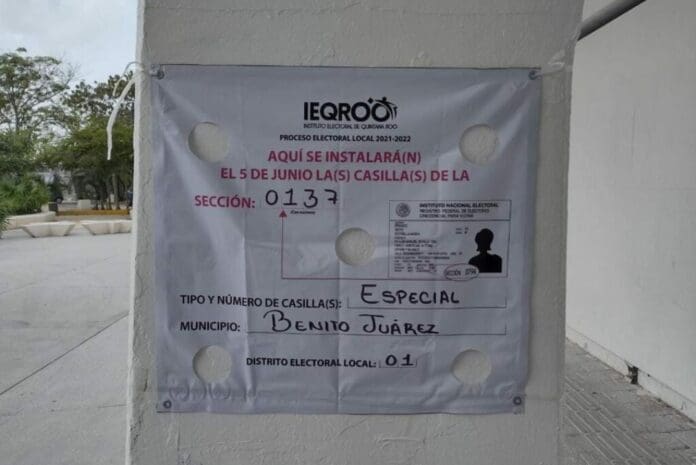 IEQROO
INSTITUTO ELECTORAL DE QUINTANA ROO
PROCESO ELECTORAL LOCAL 2021-2022
AQUÍ SE INSTALARÁ(N)
EL 5 DE JUNIO LA(S) CASILLA(S) DE LA
SECCIÓN: 0137
INSTITUTO NACIONAL ELECTORAL
REGISTRO FEDERAL DE ELECTORES
CREDENCIAL PARA VOTAR
SECCIÓN 0794
TIPO Y NÚMERO DE CASILLA(S): ESPECIAL
MUNICIPIO: BENITO JUÁREZ
DISTRITO ELECTORAL LOCAL: 01